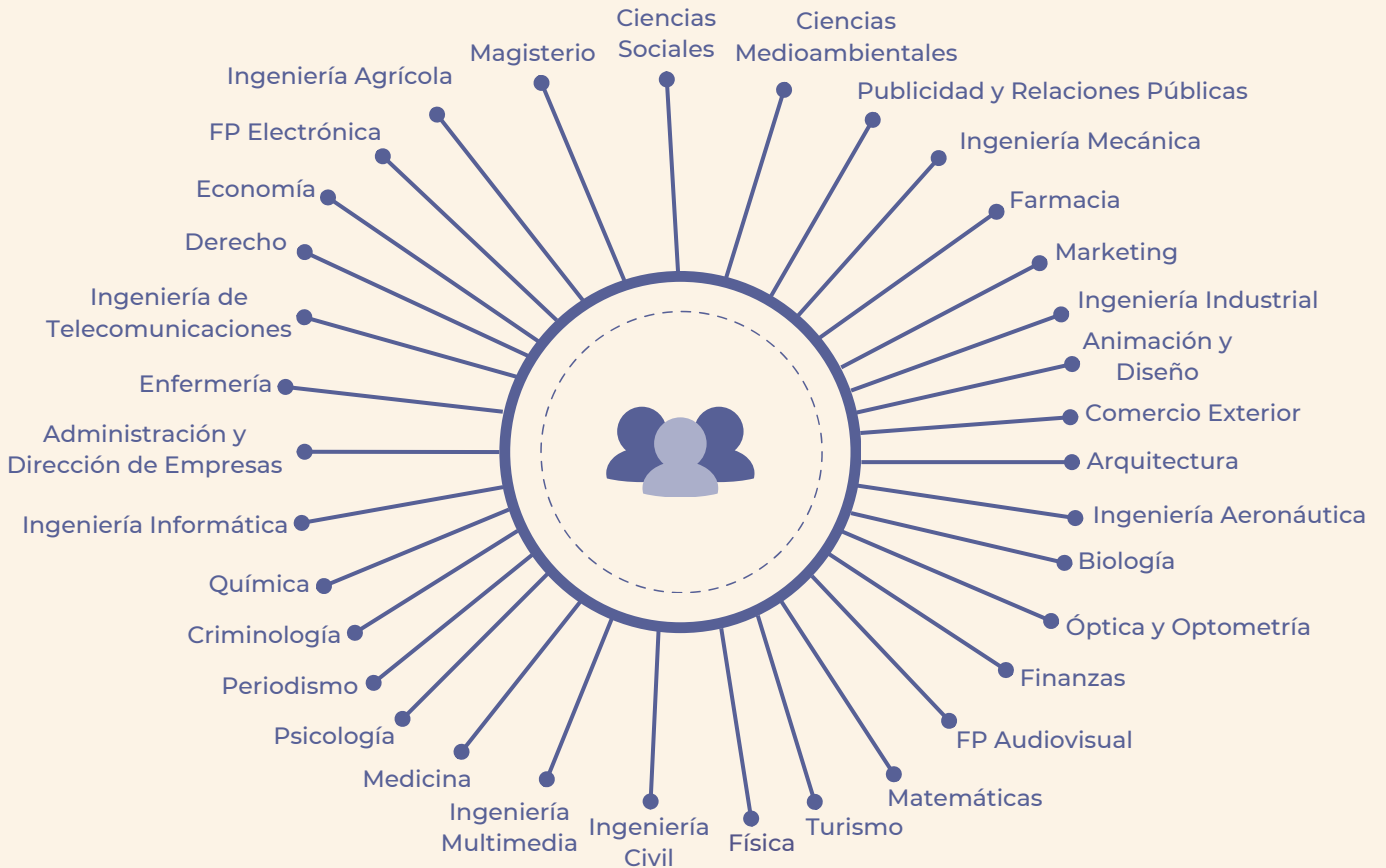 Ciencias
Sociales
Ciencias
Medioambientales
Publicidad y Relaciones Públicas
Ingeniería Mecánica
Farmacia
Marketing
Ingeniería Industrial
Animación y
Diseño
Comercio Exterior
Arquitectura
Ingeniería Aeronáutica
Biología
Óptica y Optometría
Finanzas
FP Audiovisual
Matemáticas
Turismo
Física
Ingeniería
Civil
Ingeniería
Multimedia
Medicina
Psicología
Periodismo
Criminología
Química
Ingeniería Informática
Administración y
Dirección de Empresas
Enfermería
Ingeniería de
Telecomunicaciones
Derecho
Economía
FP Electrónica
Ingeniería Agrícola
Magisterio